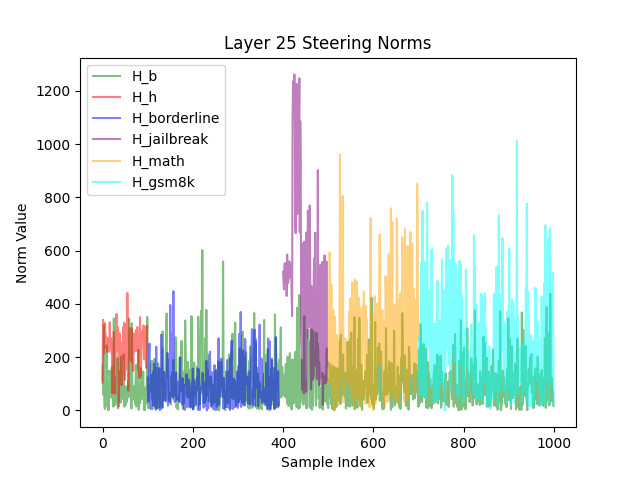 Layer 25 Steering Norms
H_b
H_h
H_borderline
H_jailbreak
H_math
H_gsm8k
1200
1000
800
600
400
200
0
Norm Value
0 200 400 600 800 1000
Sample Index